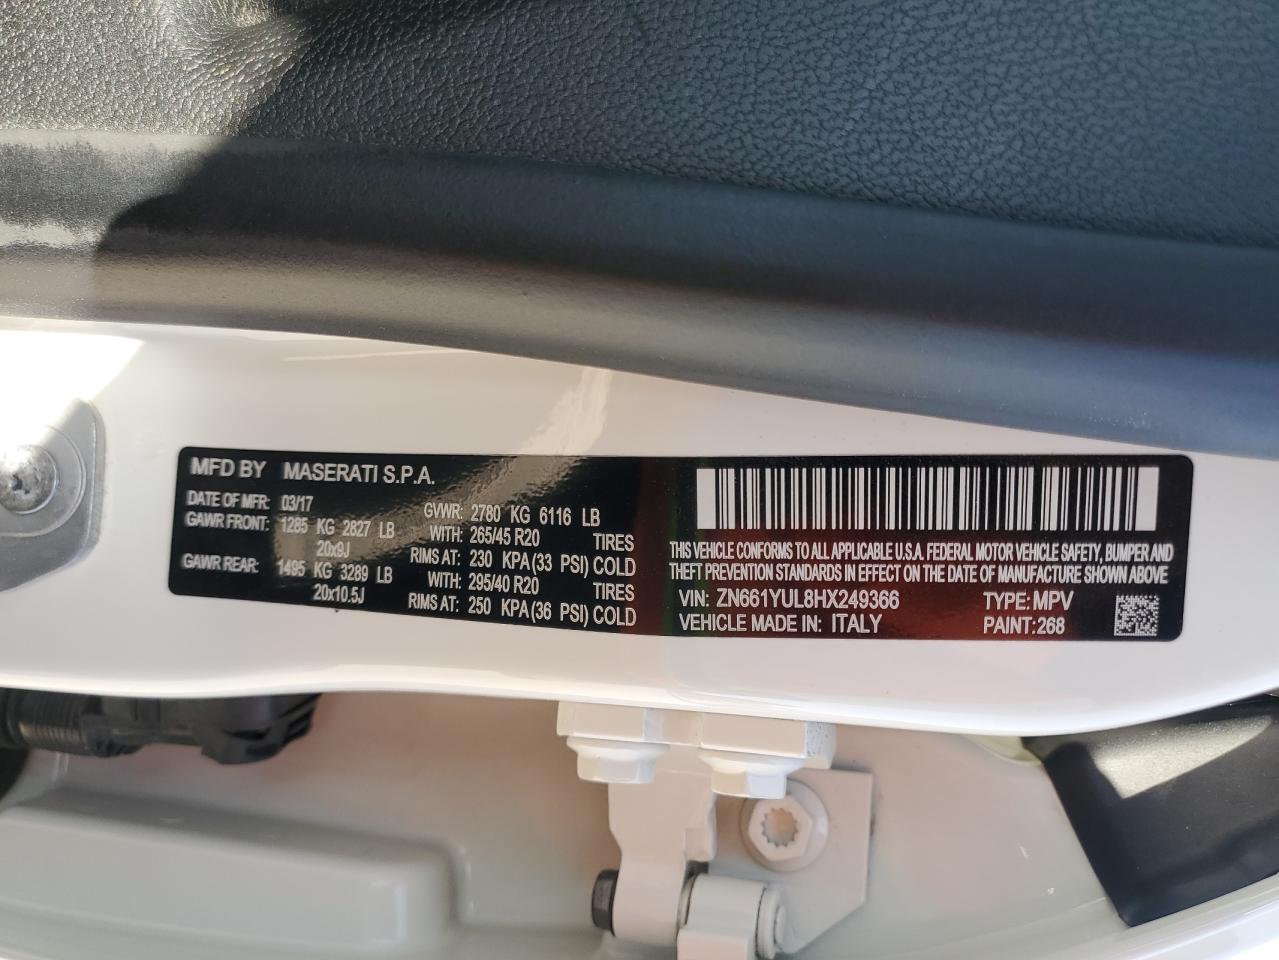 MFD BY MASERATI S.P.A.
DATE OF MFR: 03/17 GVWR: 2780 KG 6116 LB
GAWR FRONT: 1285 KG 2827 LB WITH: 265/45 R20 TIRES
20x9J RIMS AT: 230 KPA (33 PSI) COLD
GAWR REAR: 1495 KG 3289 LB WITH: 295/40 R20 TIRES
20x10.5J RIMS AT: 250 KPA (36 PSI) COLD
THIS VEHICLE CONFORMS TO ALL APPLICABLE U.S.A. FEDERAL MOTOR VEHICLE SAFETY, BUMPER AND
THEFT PREVENTION STANDARDS IN EFFECT ON THE DATE OF MANUFACTURE SHOWN ABOVE
VIN: ZN661YUL8HX249366 TYPE: MPV
VEHICLE MADE IN: ITALY PAINT:268